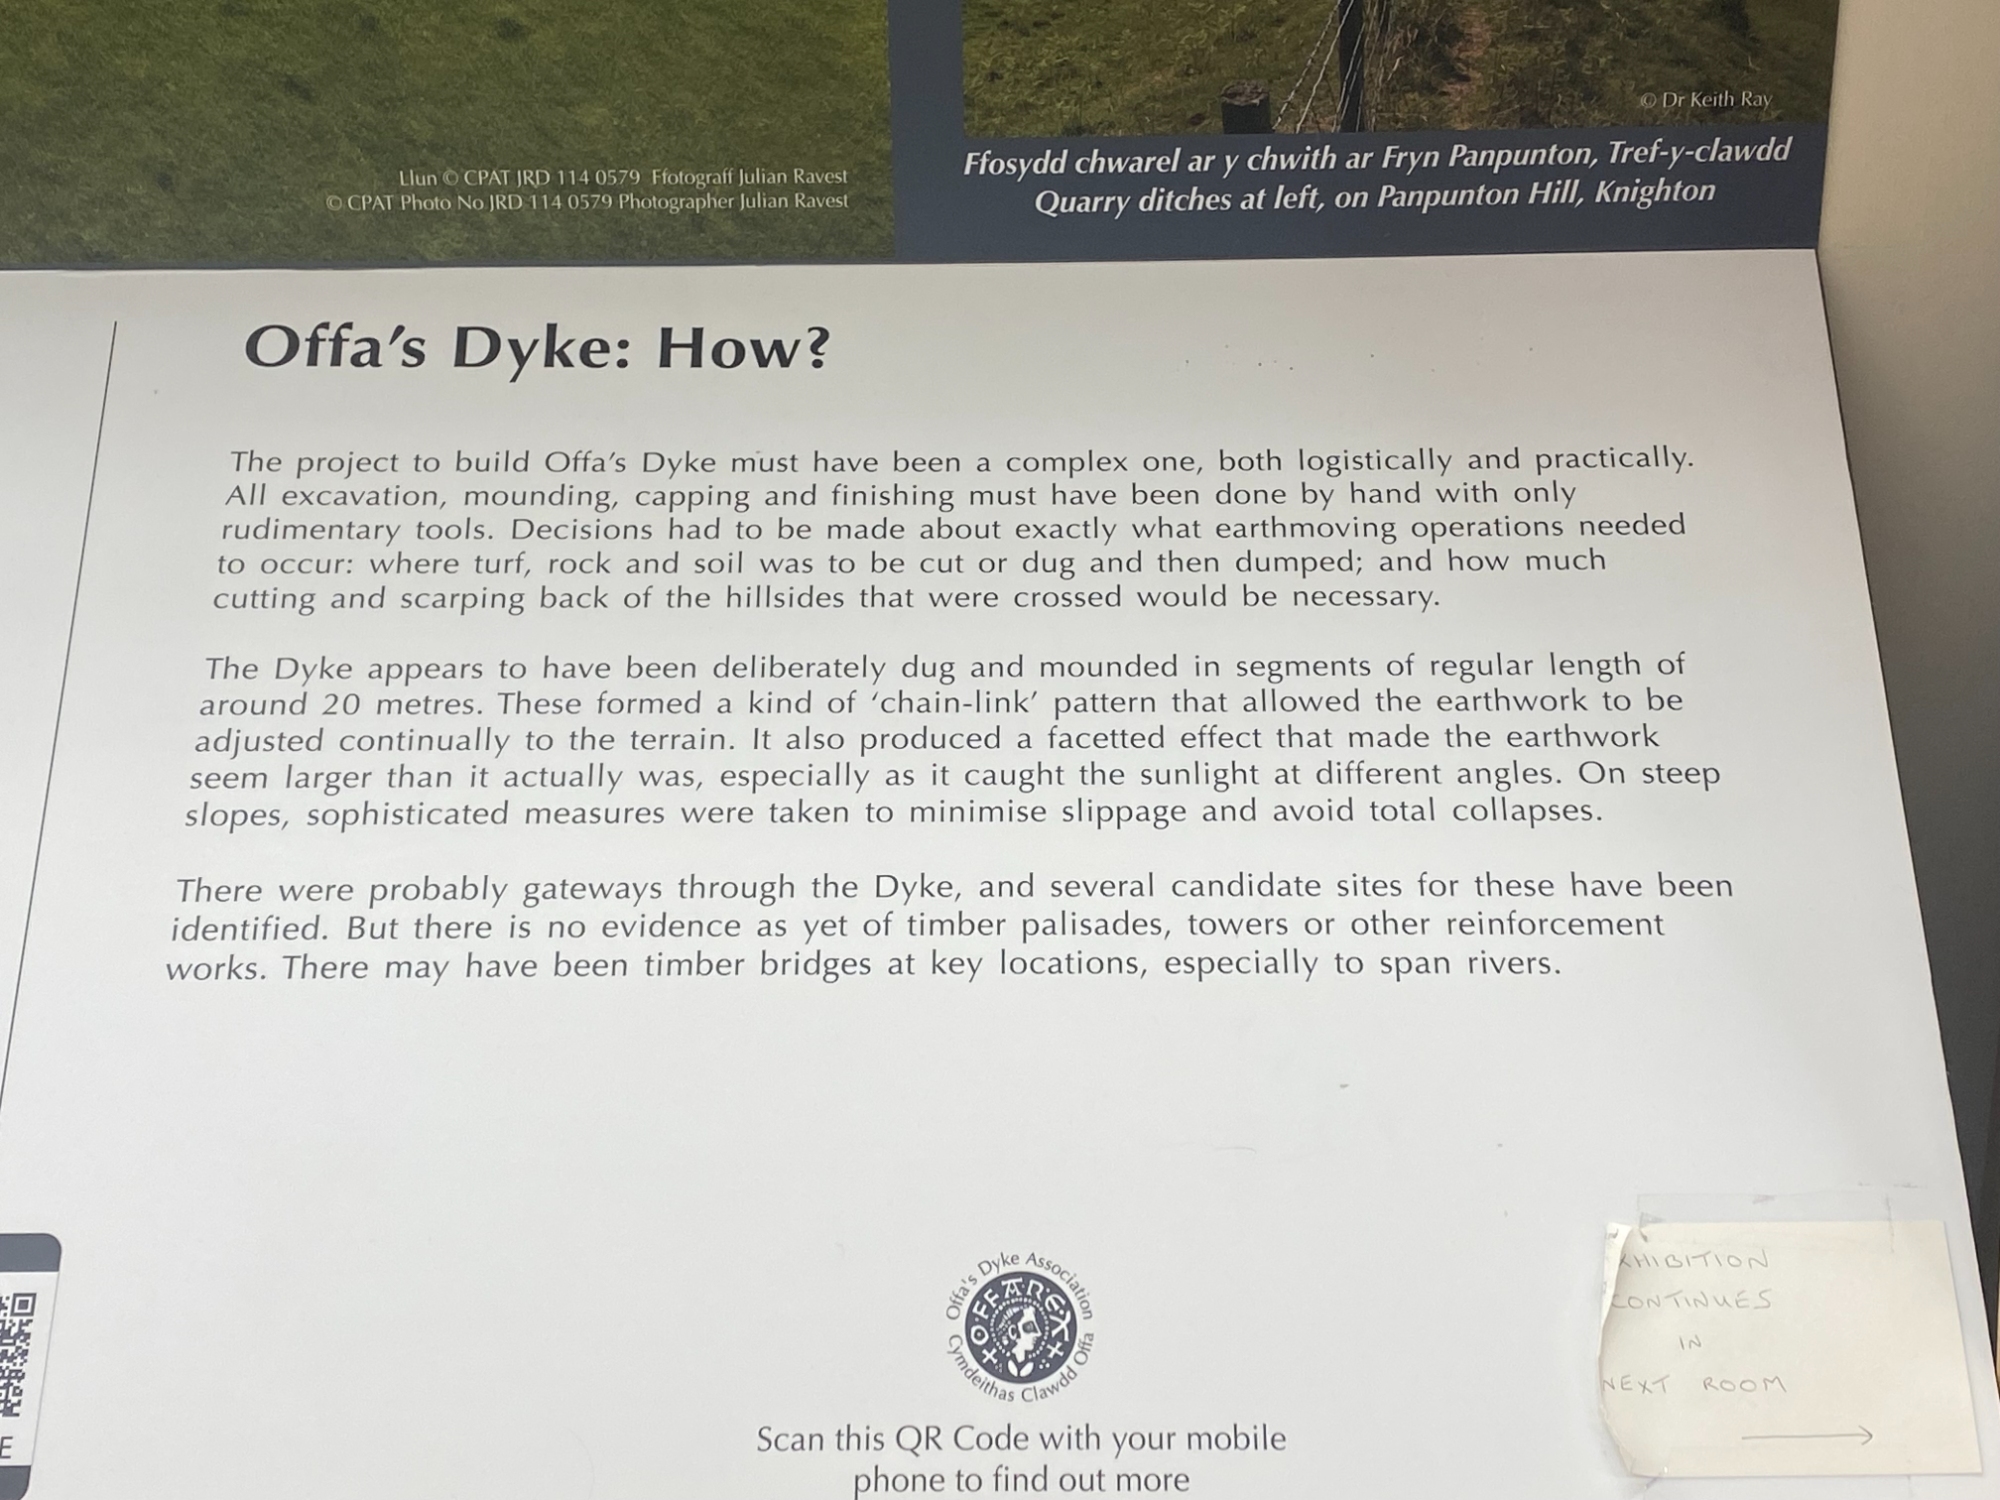 © Dr Keith Ray
Llun © CPAT JRD 114 0579 Ffotograff Julian Ravest
© CPAT Photo No JRD 114 0579 Photographer Julian Ravest
Ffosydd chwarel ar y chwith ar Fryn Panpunton, Tref-y-clawdd
Quarry ditches at left, on Panpunton Hill, Knighton
Offa's Dyke: How?
The project to build Offa's Dyke must have been a complex one, both logistically and practically.
All excavation, mounding, capping and finishing must have been done by hand with only
rudimentary tools. Decisions had to be made about exactly what earthmoving operations needed
to occur: where turf, rock and soil was to be cut or dug and then dumped; and how much
cutting and scarping back of the hillsides that were crossed would be necessary.
The Dyke appears to have been deliberately dug and mounded in segments of regular length of
around 20 metres. These formed a kind of 'chain-link' pattern that allowed the earthwork to be
adjusted continually to the terrain. It also produced a facetted effect that made the earthwork
seem larger than it actually was, especially as it caught the sunlight at different angles. On steep
slopes, sophisticated measures were taken to minimise slippage and avoid total collapses.
There were probably gateways through the Dyke, and several candidate sites for these have been
identified. But there is no evidence as yet of timber palisades, towers or other reinforcement
works. There may have been timber bridges at key locations, especially to span rivers.
Offa's Dyke Association
OFFA REX
Cymdeithas Clawdd Offa
Scan this QR Code with your mobile
phone to find out more
E
XHIBITION
CONTINUES
IN
NEXT ROOM